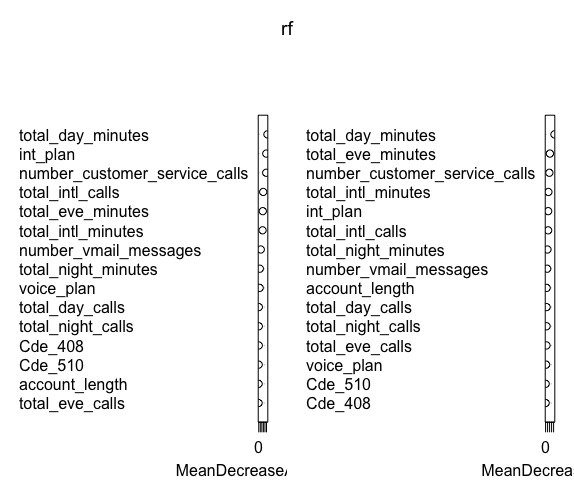 rf
total_day_minutes
int_plan
number_customer_service_calls
total_intl_calls
total_eve_minutes
total_intl_minutes
number_vmail_messages
total_night_minutes
voice_plan
total_day_calls
total_night_calls
Cde_408
Cde_510
account_length
total_eve_calls
0
MeanDecreaseA
total_day_minutes
total_eve_minutes
number_customer_service_calls
total_intl_minutes
int_plan
total_intl_calls
total_night_minutes
number_vmail_messages
account_length
total_day_calls
total_night_calls
total_eve_calls
voice_plan
Cde_510
Cde_408
0
MeanDecrea